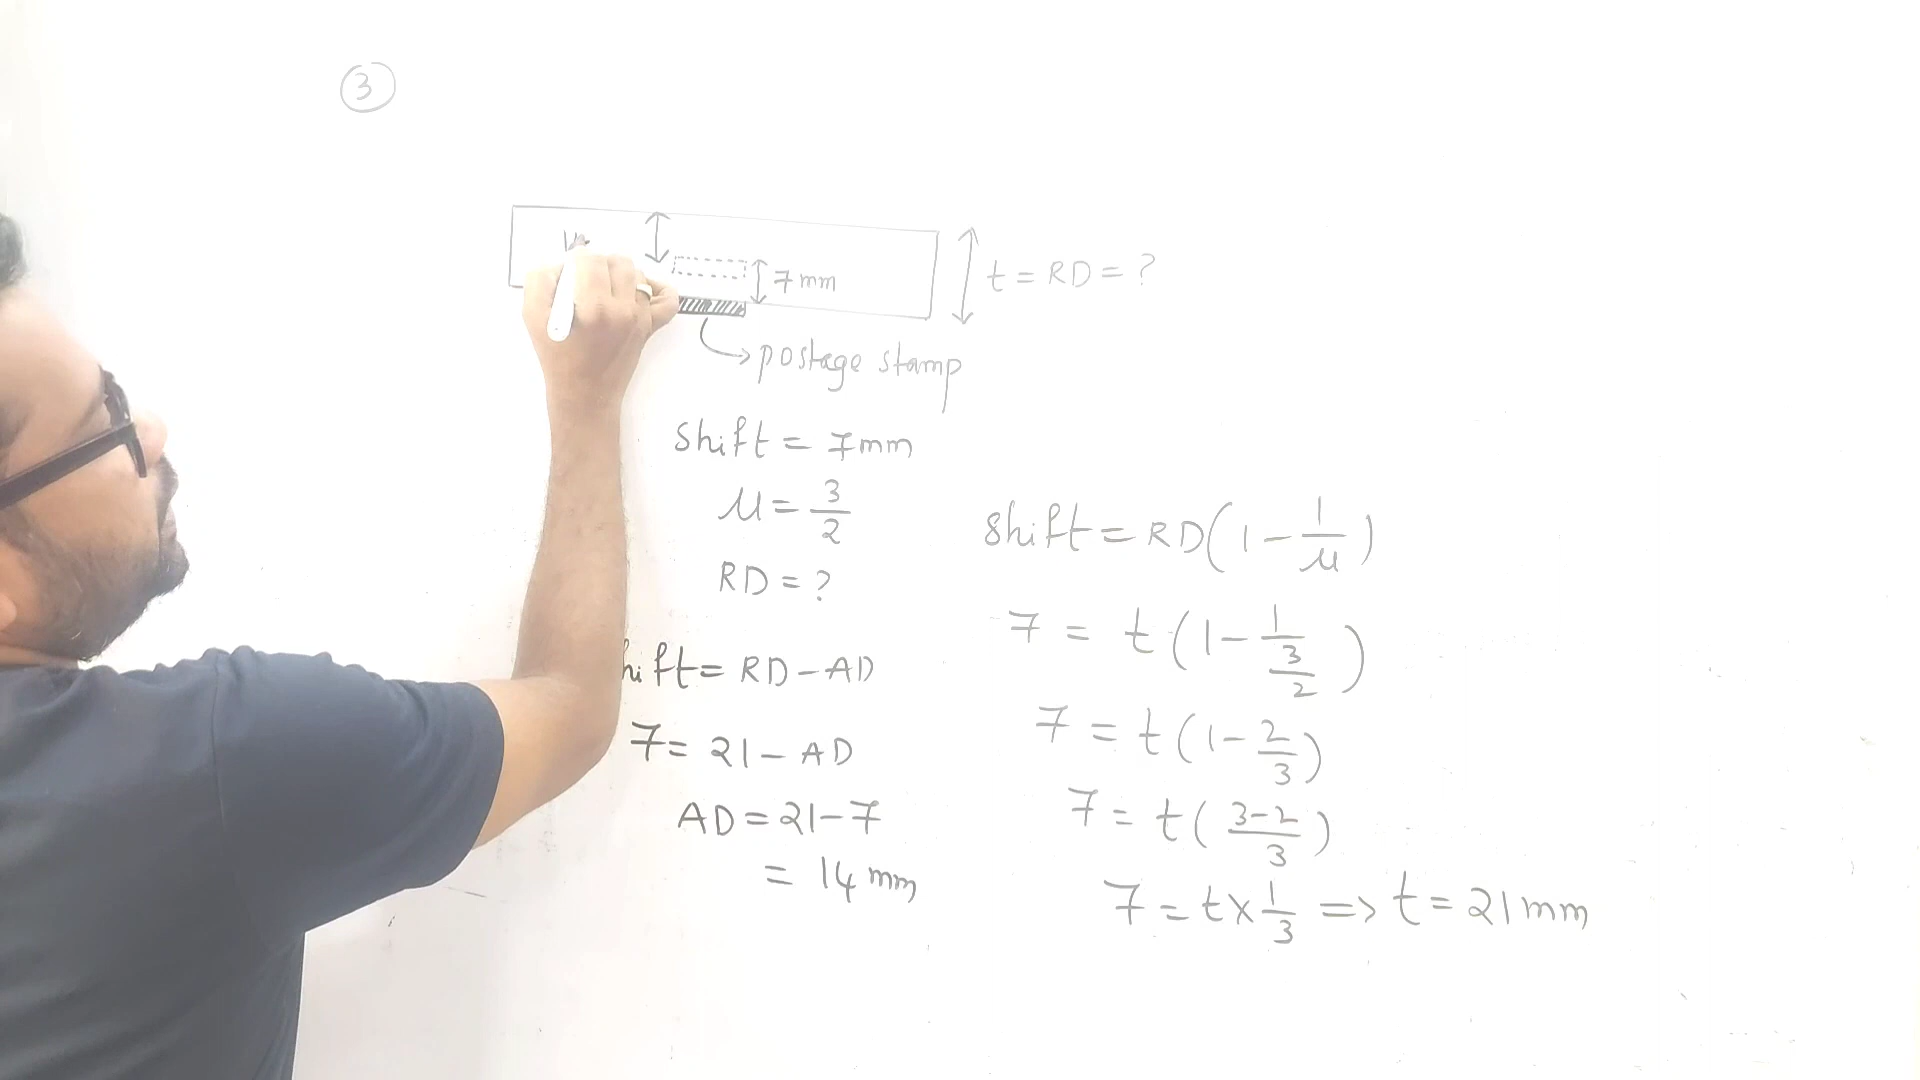 3
7 mm
t = RD = ?
postage stamp
shift = 7mm
μ = 3/2
RD = ?
hift = RD - AD
7 = 21 - AD
AD = 21 - 7
= 14 mm
shift = RD(1 - 1/μ)
7 = t(1 - 1/(3/2))
7 = t(1 - 2/3)
7 = t(3-2/3)
7 = t x 1/3 => t = 21mm